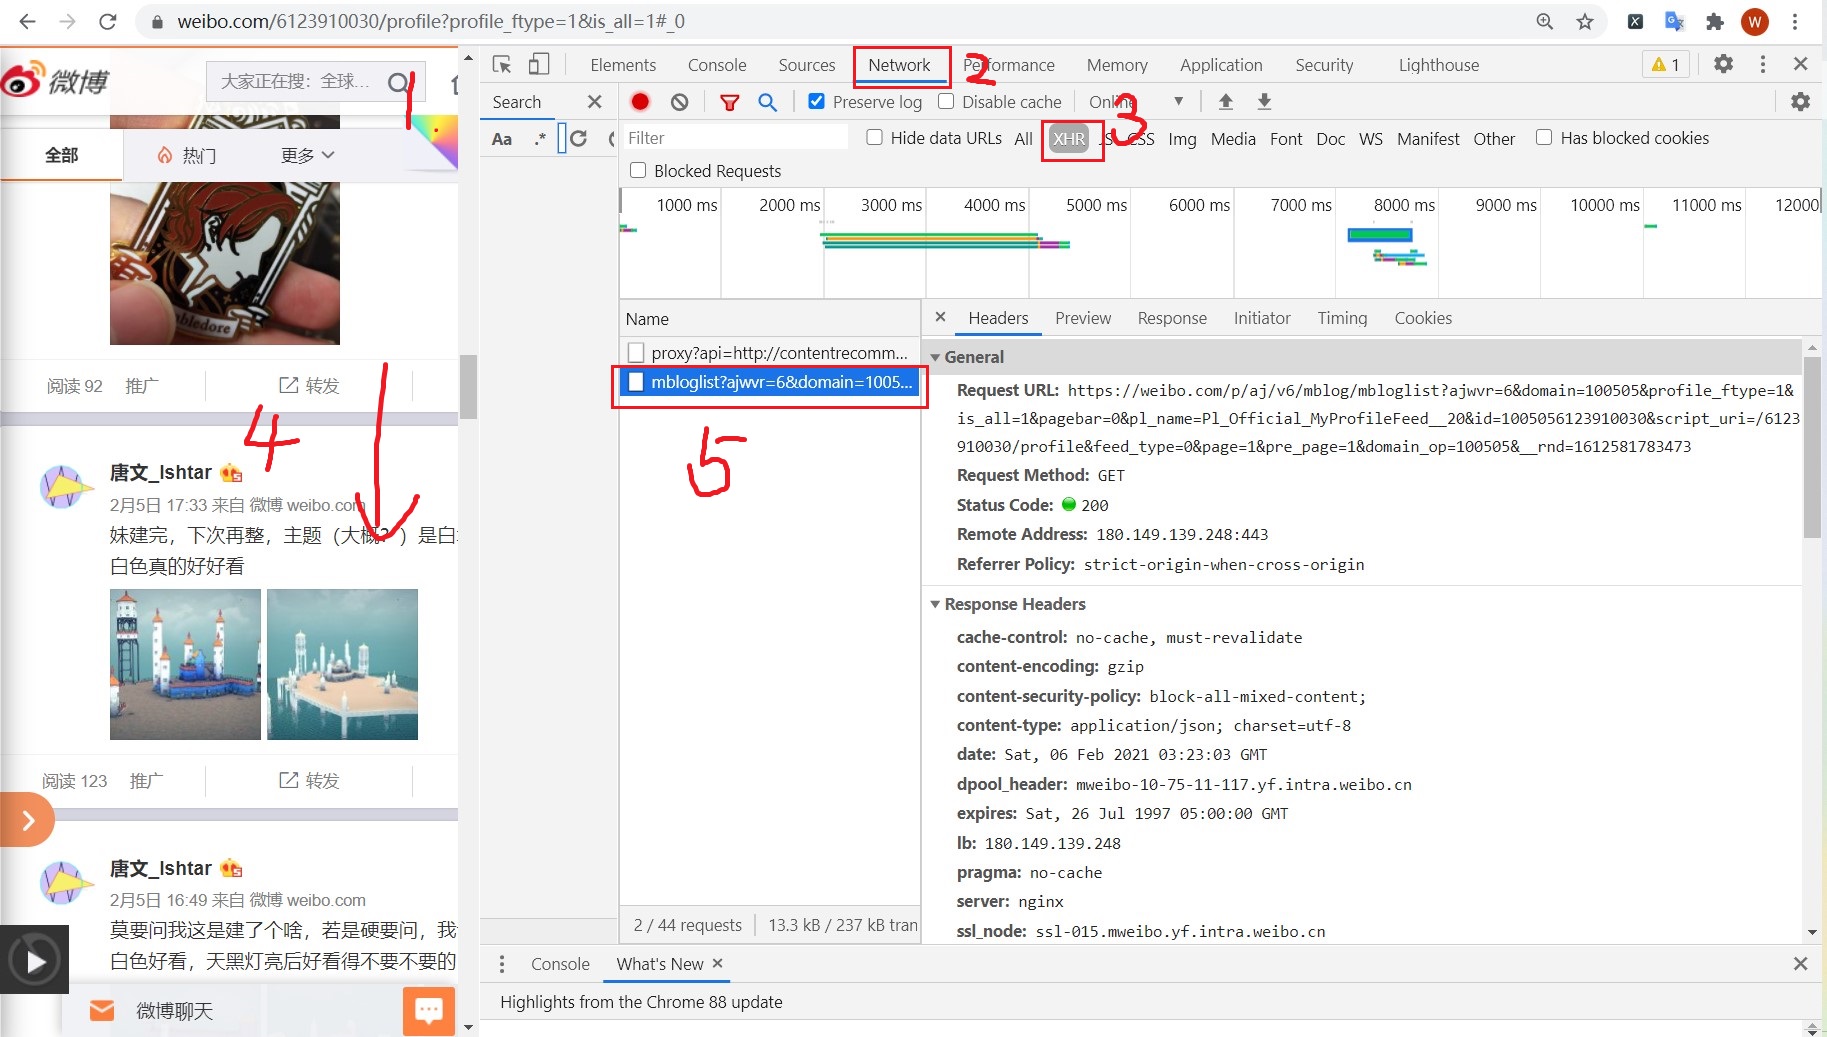 weibo.com/6123910030/profile?profile_ftype=1&is_all=1#_0
W
微博
大家正在搜：全球...
1
全部
热门
更多
bledore
阅读 92
推广
转发
4
唐文_Ishtar
2月5日 17:33 来自 微博 weibo.com
妹建完，下次再整，主题（大概？）是白
白色真的好好看
阅读 123
推广
转发
唐文_Ishtar
2月5日 16:49 来自 微博 weibo.com
莫要问我这是建了个啥，若是硬要问，我
白色好看，天黑灯亮后好看得不要不要的
微博聊天
Elements
Console
Sources
Network
2
Performance
Memory
Application
Security
Lighthouse
1
Search
Preserve log
Disable cache
Online
Aa
.*
Filter
Hide data URLs
All
XHR
3
JS
CSS
Img
Media
Font
Doc
WS
Manifest
Other
Has blocked cookies
Blocked Requests
1000 ms
2000 ms
3000 ms
4000 ms
5000 ms
6000 ms
7000 ms
8000 ms
9000 ms
10000 ms
11000 ms
12000
Name
proxy?api=http://contentrecomm...
mbloglist?ajwvr=6&domain=1005...
5
2 / 44 requests
13.3 kB / 237 kB tran
Headers
Preview
Response
Initiator
Timing
Cookies
General
Request URL: https://weibo.com/p/aj/v6/mblog/mbloglist?ajwvr=6&domain=100505&profile_ftype=1&
is_all=1&pagebar=0&pl_name=Pl_Official_MyProfileFeed__20&id=1005056123910030&script_uri=/6123
910030/profile&feed_type=0&page=1&pre_page=1&domain_op=100505&__rnd=1612581783473
Request Method: GET
Status Code: 200
Remote Address: 180.149.139.248:443
Referrer Policy: strict-origin-when-cross-origin
Response Headers
cache-control: no-cache, must-revalidate
content-encoding: gzip
content-security-policy: block-all-mixed-content;
content-type: application/json; charset=utf-8
date: Sat, 06 Feb 2021 03:23:03 GMT
dpool_header: mweibo-10-75-11-117.yf.intra.weibo.cn
expires: Sat, 26 Jul 1997 05:00:00 GMT
lb: 180.149.139.248
pragma: no-cache
server: nginx
ssl_node: ssl-015.mweibo.yf.intra.weibo.cn
Console
What's New
Highlights from the Chrome 88 update